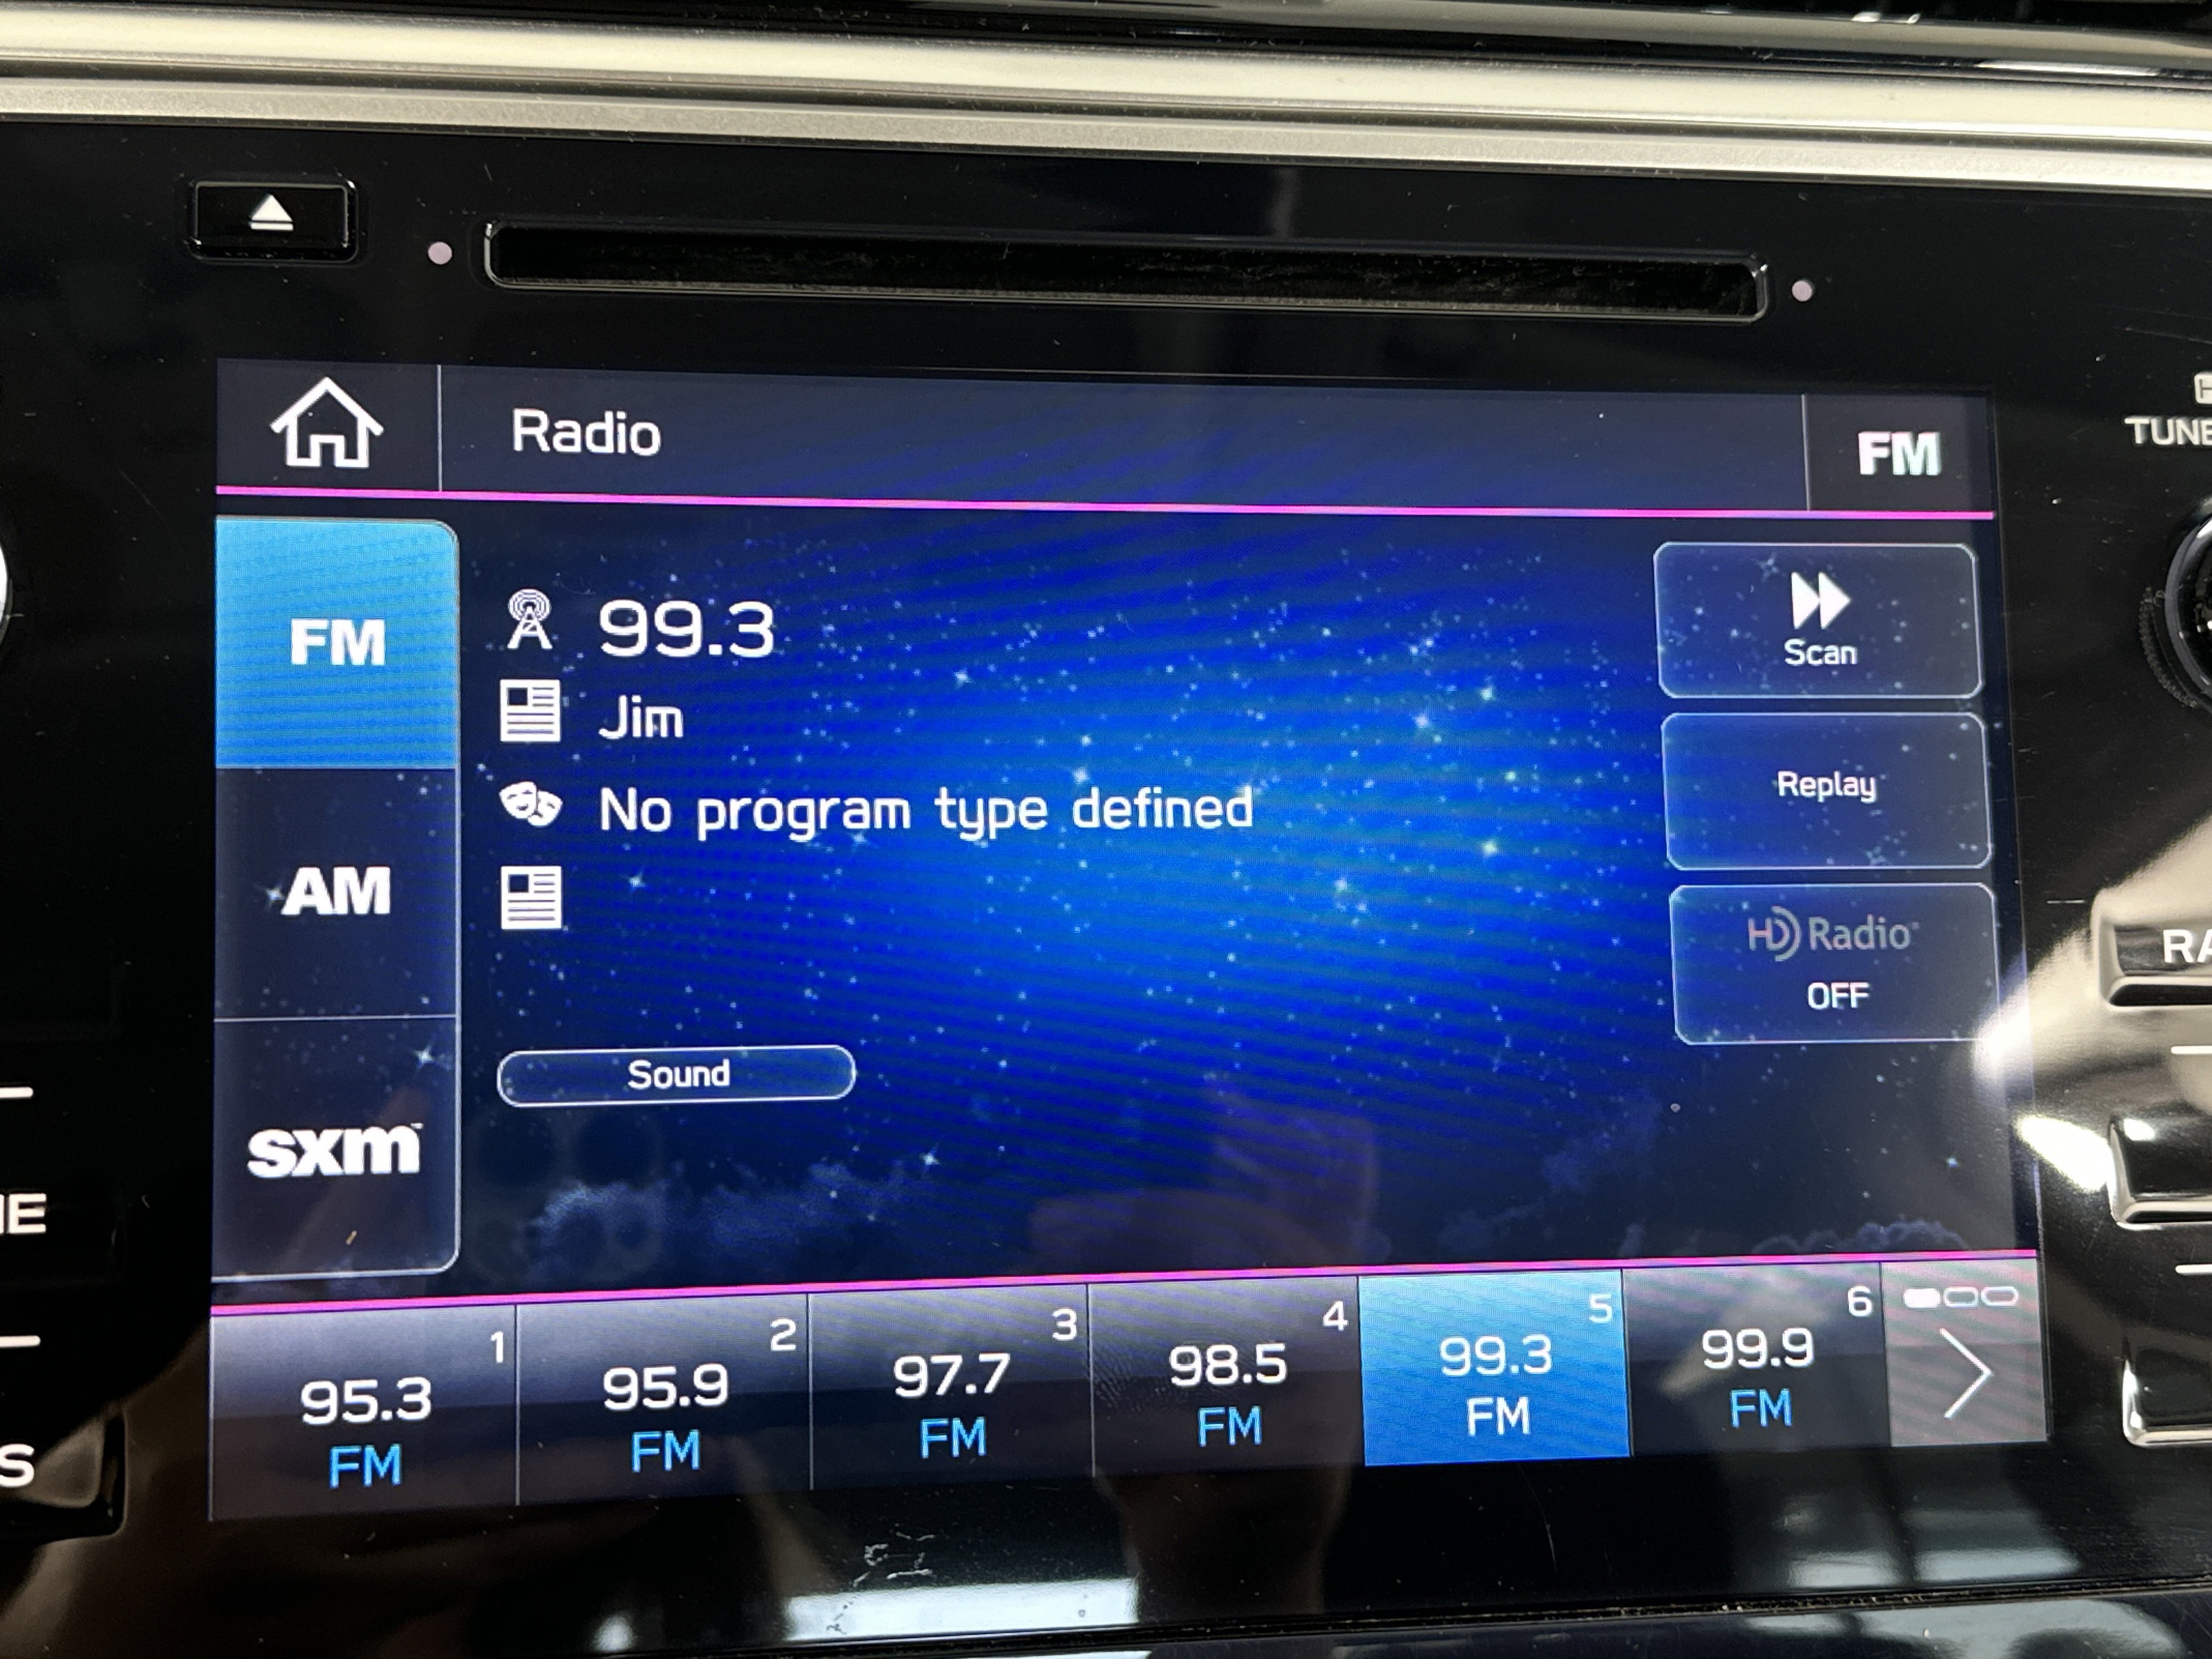 Radio
FM
FM
AM
sxm
99.3
Jim
No program type defined
Sound
Scan
Replay
HD Radio
OFF
1
95.3
FM
2
95.9
FM
3
97.7
FM
4
98.5
FM
5
99.3
FM
6
99.9
FM